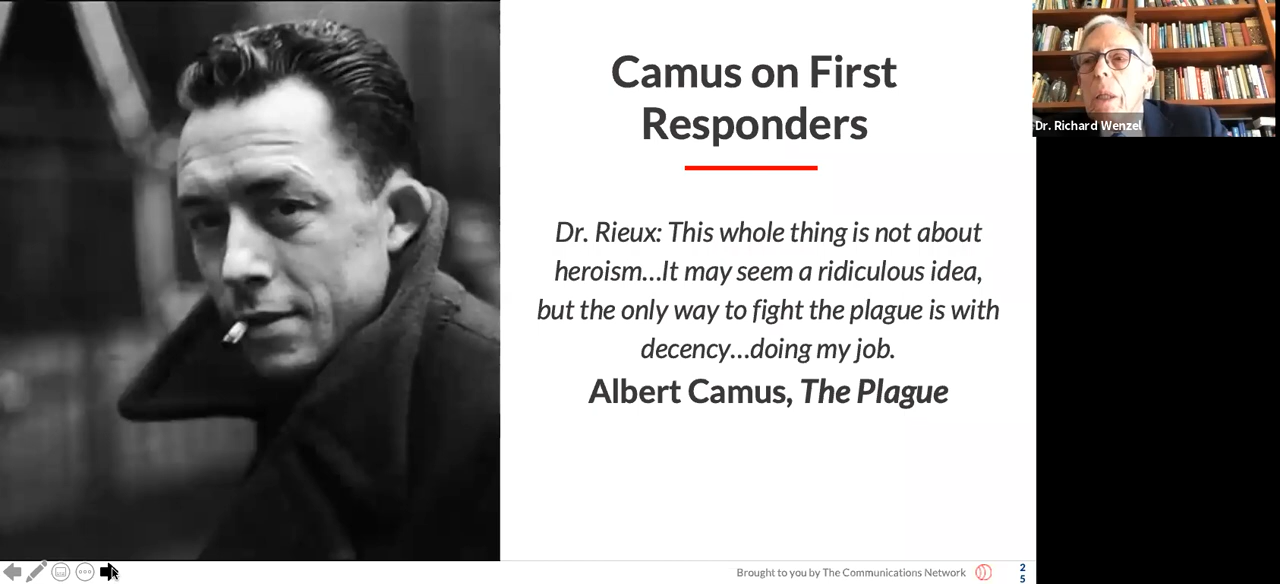 Camus on First
Responders
Dr. Rieux: This whole thing is not about
heroism...It may seem a ridiculous idea,
but the only way to fight the plague is with
decency...doing my job.
Albert Camus, The Plague
Dr. Richard Wenzel
Brought to you by The Communications Network
2
5